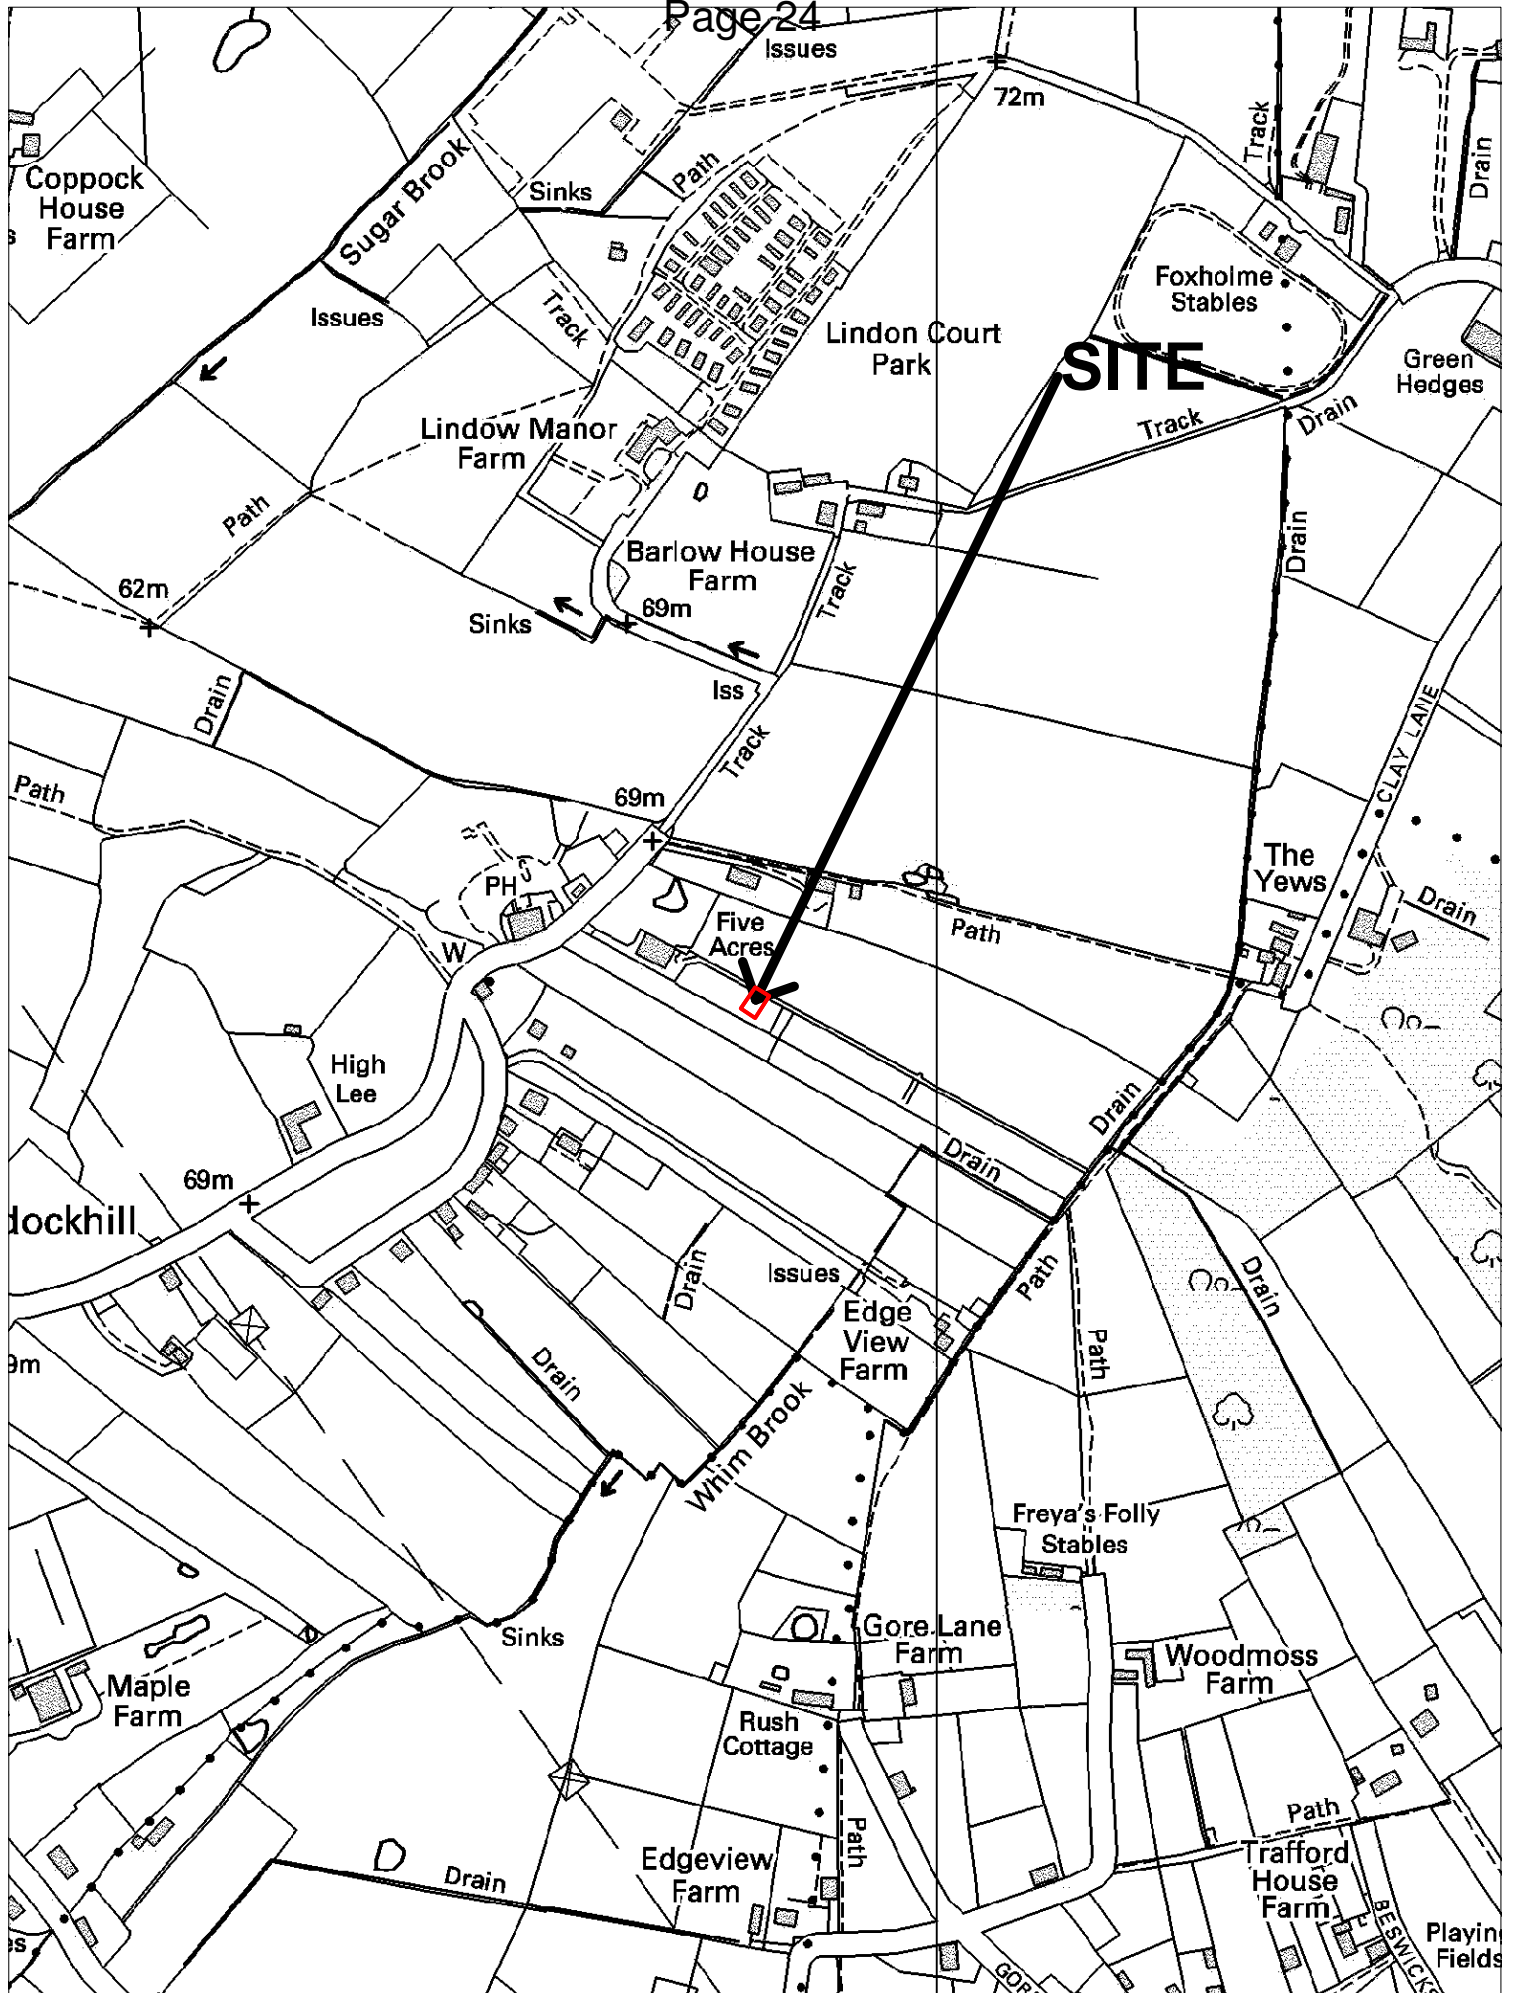 Page 24
Issues
72m
Track
Drain
Coppock
House
Farm
s
Sugar Brook
Sinks
Path
Issues
Track
Foxholme
Stables
Lindon Court
Park
SITE
Green
Hedges
Track
Drain
Lindow Manor
Farm
Path
Drain
Barlow House
Farm
Track
62m
69m
Sinks
Iss
Drain
Track
CLAY LANE
Path
69m
The
Yews
PH
Drain
Five
Acres
Path
W
High
Lee
Drain
Drain
69m
dockhill
Drain
Issues
Path
Drain
Edge
View
Farm
9m
Path
Drain
Whim Brook
Freya's Folly
Stables
Sinks
Gore Lane
Farm
Woodmoss
Farm
Maple
Farm
Rush
Cottage
Path
Path
Edgeview
Farm
Drain
Trafford
House
Farm
BESWICKS
Playing
Fields
es
GOR